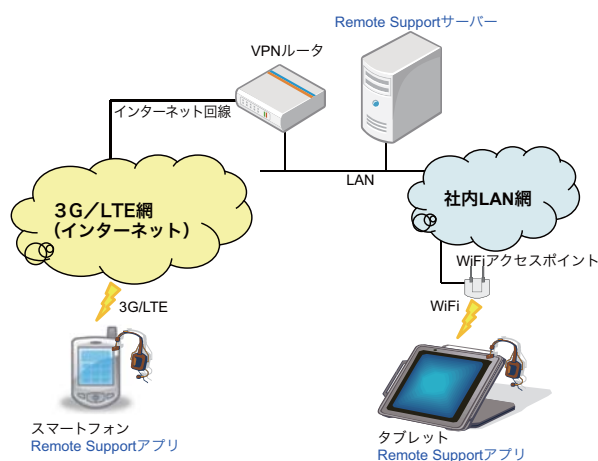 Remote Supportサーバー
VPNルータ
インターネット回線
LAN
3G/LTE網
(インターネット)
社内LAN網
WiFiアクセスポイント
3G/LTE
WiFi
スマートフォン
Remote Supportアプリ
タブレット
Remote Supportアプリ